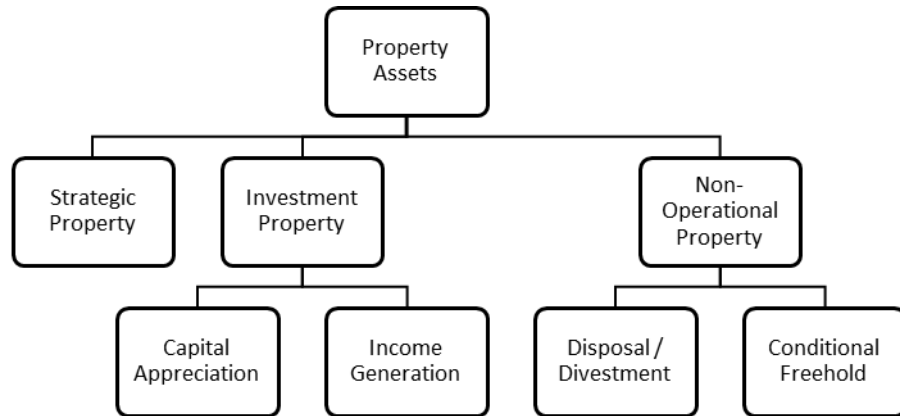 Property
Assets
Strategic
Property
Investment
Property
Non-
Operational
Property
Capital
Appreciation
Income
Generation
Disposal /
Divestment
Conditional
Freehold